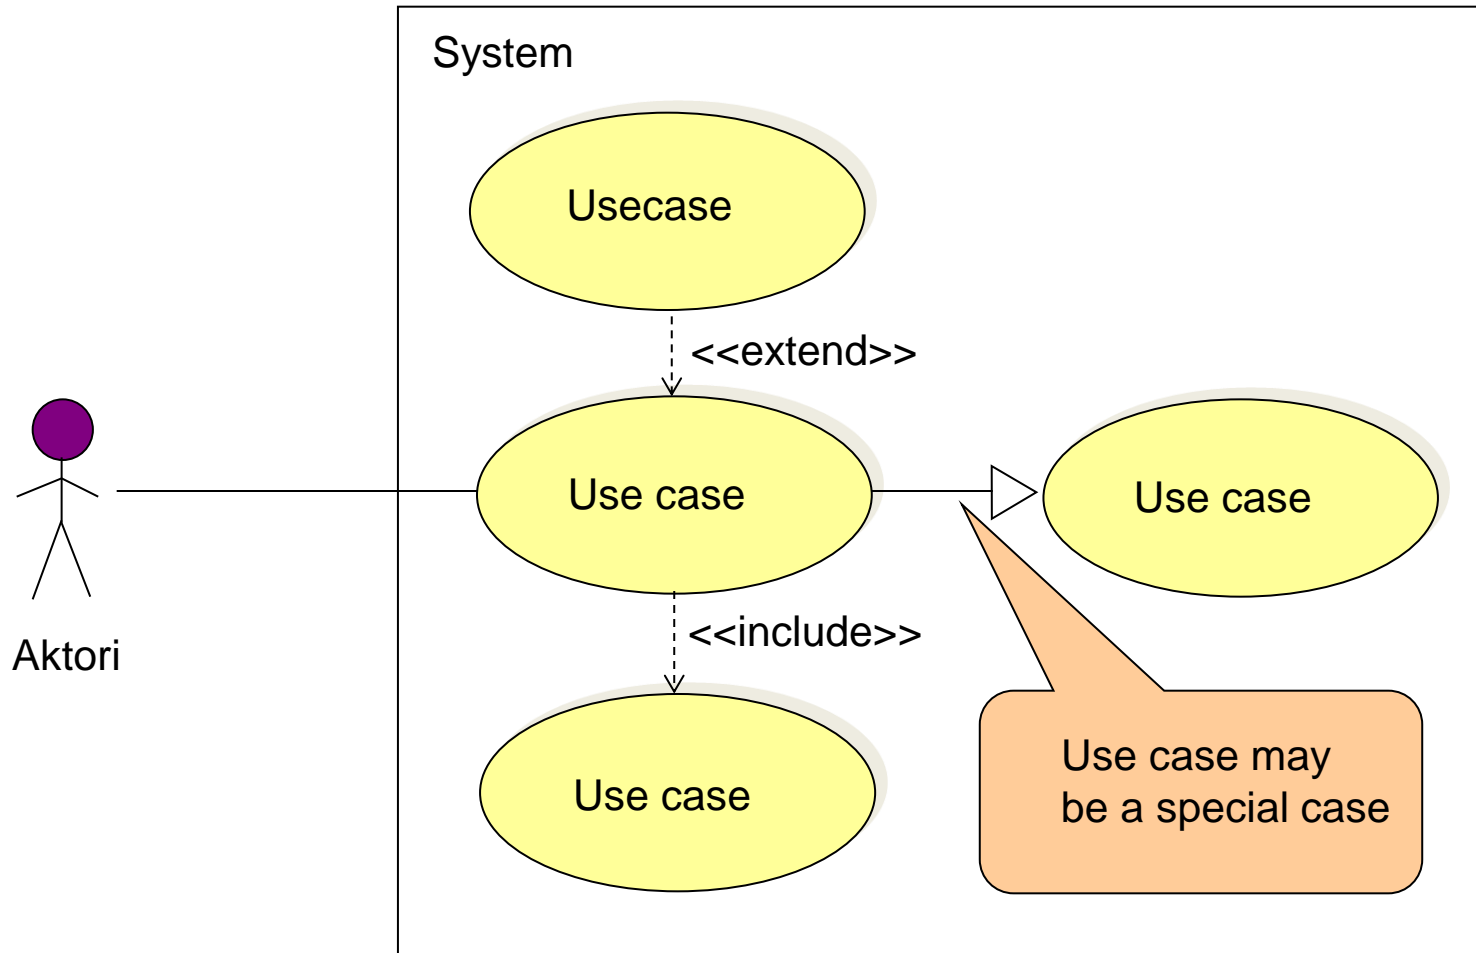 System
Usecase
<<extend>>
Use case
Use case
<<include>>
Aktori
Use case may
be a special case
Use case